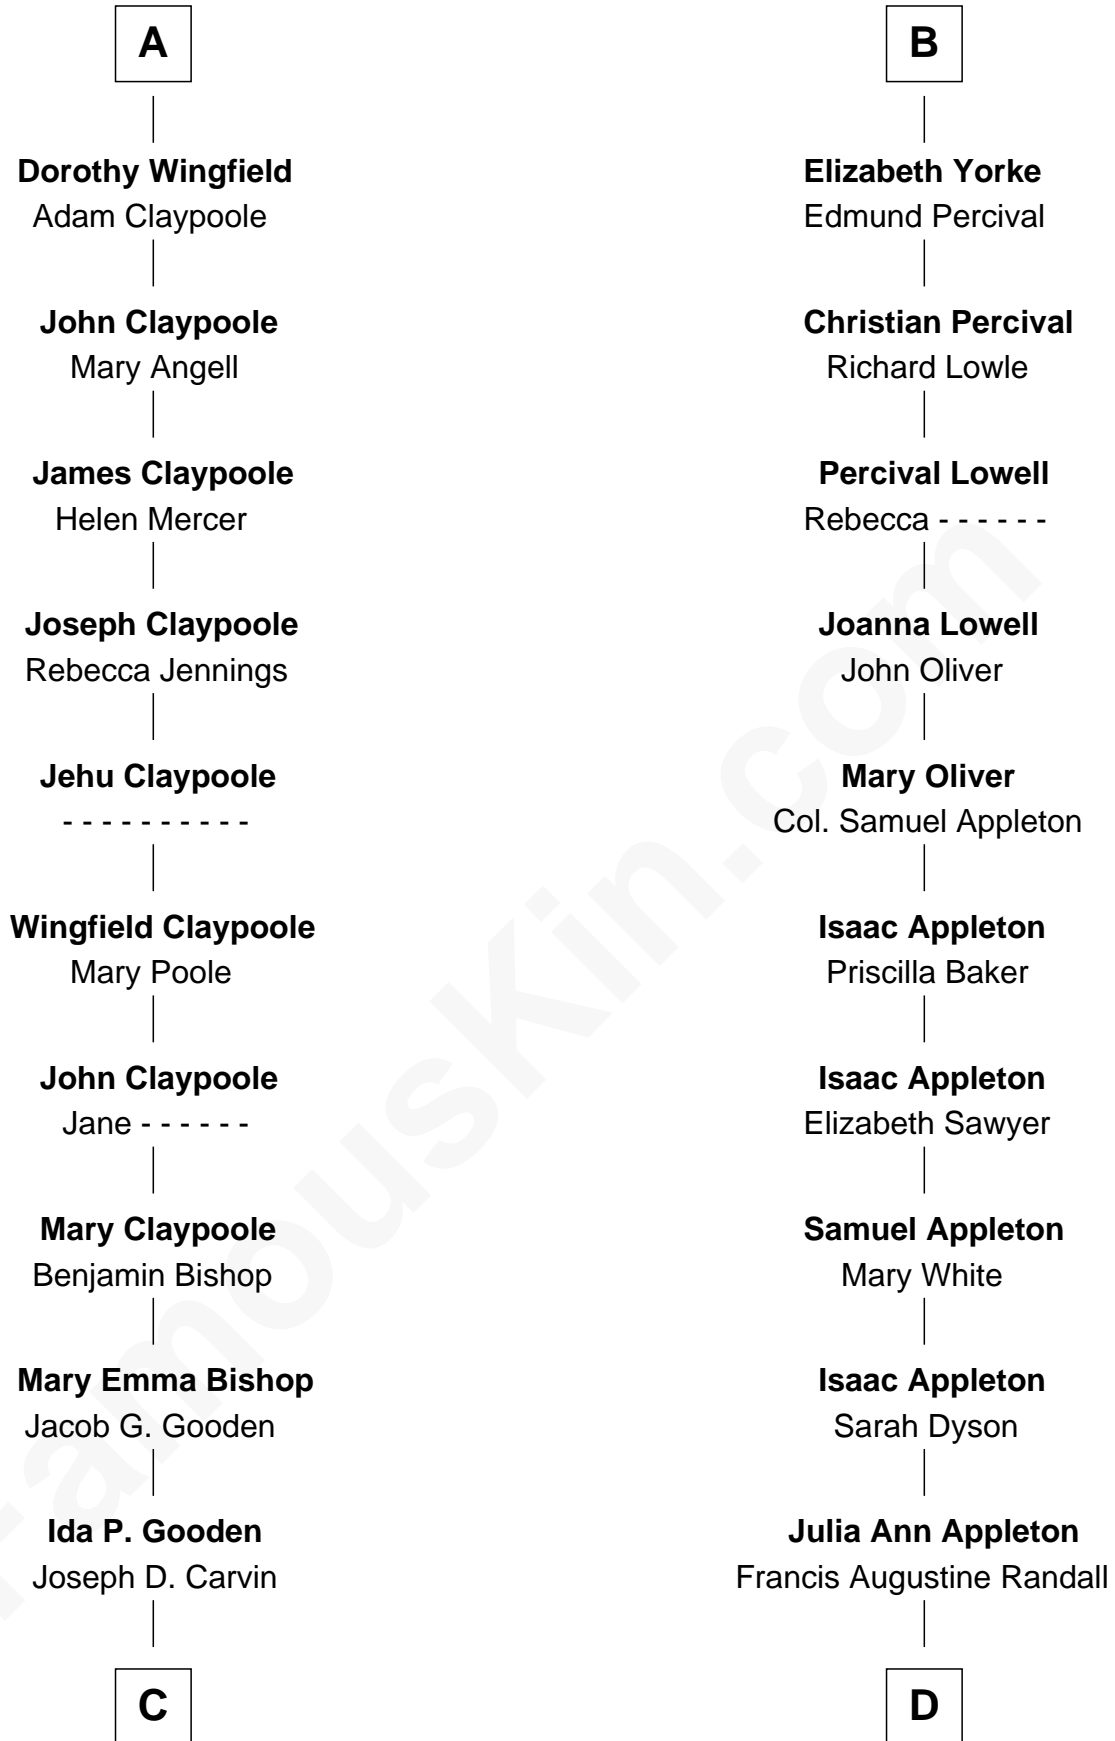 A
Dorothy Wingfield
Adam Claypoole
John Claypoole
Mary Angell
James Claypoole
Helen Mercer
Joseph Claypoole
Rebecca Jennings
Jehu Claypoole
- - - - - - - - - -
Wingfield Claypoole
Mary Poole
John Claypoole
Jane - - - - - -
Mary Claypoole
Benjamin Bishop
Mary Emma Bishop
Jacob G. Gooden
Ida P. Gooden
Joseph D. Carvin
C
B
Elizabeth Yorke
Edmund Percival
Christian Percival
Richard Lowle
Percival Lowell
Rebecca - - - - - -
Joanna Lowell
John Oliver
Mary Oliver
Col. Samuel Appleton
Isaac Appleton
Priscilla Baker
Isaac Appleton
Elizabeth Sawyer
Samuel Appleton
Mary White
Isaac Appleton
Sarah Dyson
Julia Ann Appleton
Francis Augustine Randall
D
FamousKin.com